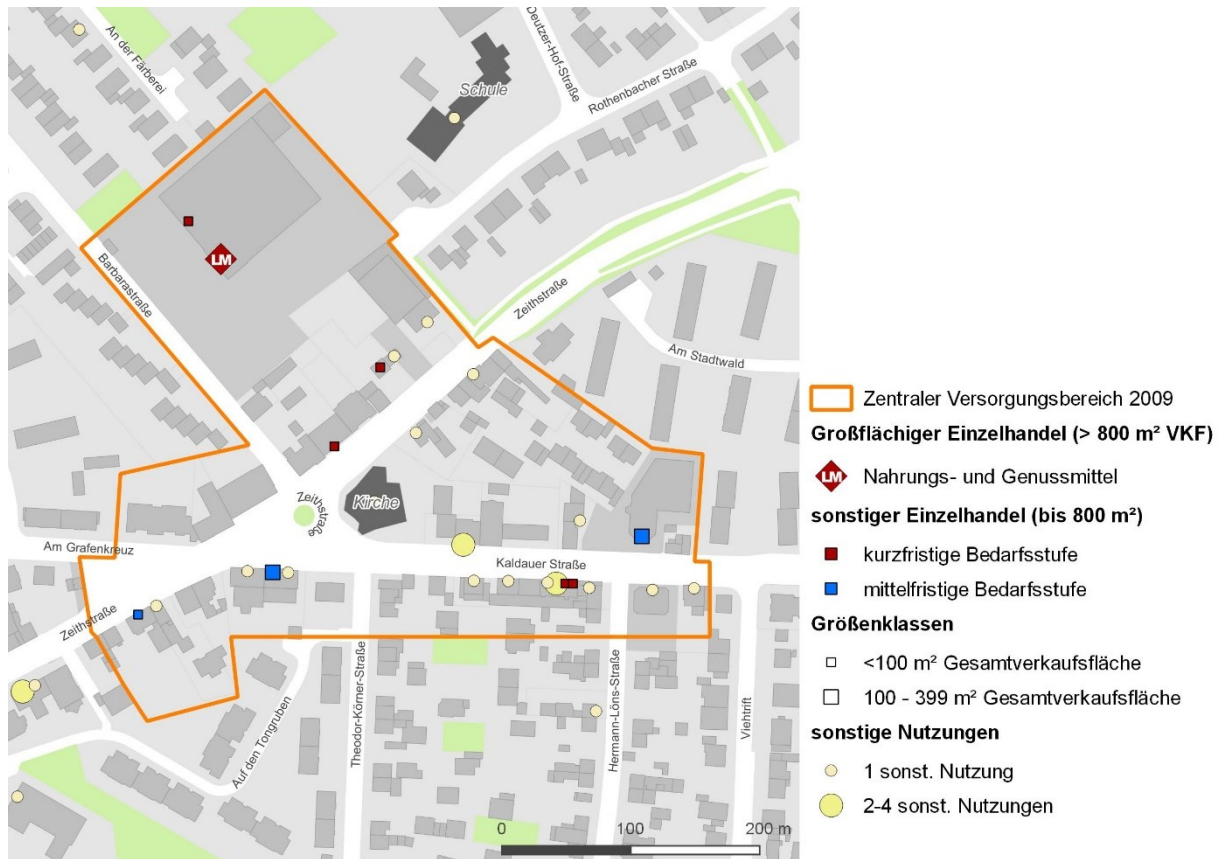 An der Färberei
Deutzer-Hof-Straße
Rothenbacher Straße
Schule
Barbarastraße
LM
Zeithstraße
Am Stadtwald
Zeithstraße
Kirche
Am Grafenkreuz
Kaldauer Straße
Zeithstraße
Auf den Tongruben
Theodor-Körner-Straße
Hermann-Löns-Straße
Viehtrift
0 100 200 m
Zentraler Versorgungsbereich 2009
Großflächiger Einzelhandel (> 800 m² VKF)
LM Nahrungs- und Genussmittel
sonstiger Einzelhandel (bis 800 m²)
kurzfristige Bedarfsstufe
mittelfristige Bedarfsstufe
Größenklassen
<100 m² Gesamtverkaufsfläche
100 - 399 m² Gesamtverkaufsfläche
sonstige Nutzungen
1 sonst. Nutzung
2-4 sonst. Nutzungen